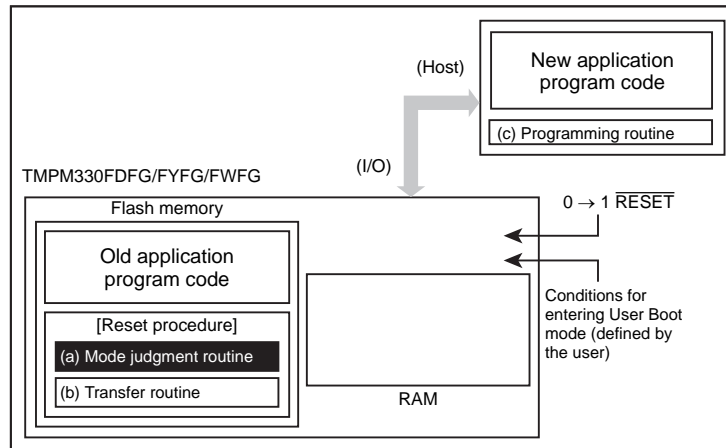 New application
program code
(Host)
(c) Programming routine
(I/O)
TMPM330FDFG/FYFG/FWFG
Flash memory
0 → 1 RESET
Old application
program code
[Reset procedure]
(a) Mode judgment routine
(b) Transfer routine
RAM
Conditions for
entering User Boot
mode (defined by
the user)